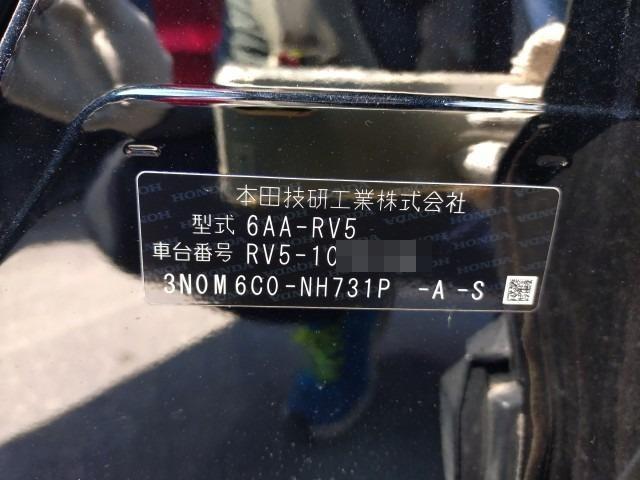 本田技研工業株式会社
型式 6AA-RV5
車台番号 RV5-10
3N0M6C0-NH731P -A-S